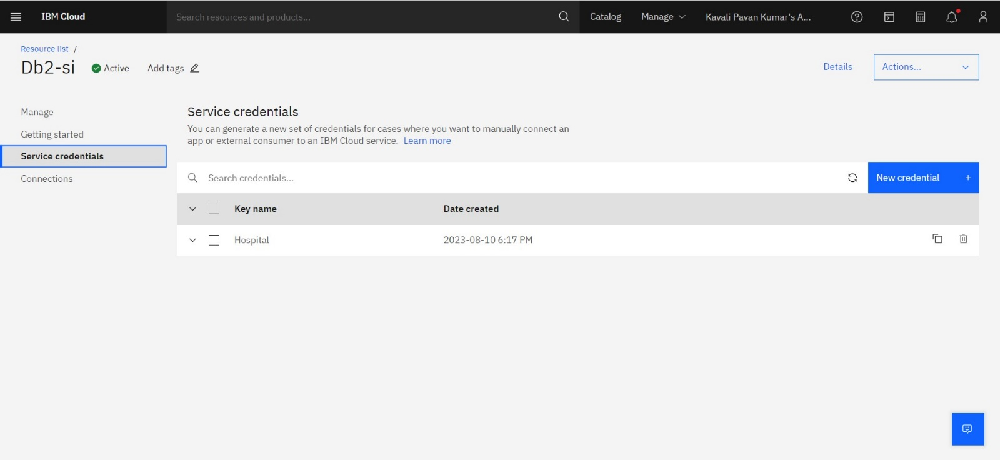 IBM Cloud
Search resources and products...
Catalog
Manage
Kavali Pavan Kumar's A...
Resource list /
Db2-si
Active
Add tags
Details
Actions...
Manage
Getting started
Service credentials
Connections
Service credentials
You can generate a new set of credentials for cases where you want to manually connect an
app or external consumer to an IBM Cloud service. Learn more
Search credentials...
New credential +
Key name
Date created
Hospital
2023-08-10 6:17 PM